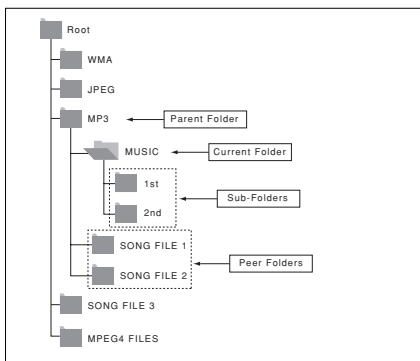 Root
WMA
JPEG
MP3
Parent Folder
MUSIC
Current Folder
1st
Sub-Folders
2nd
SONG FILE 1
Peer Folders
SONG FILE 2
SONG FILE 3
MPEG4 FILES